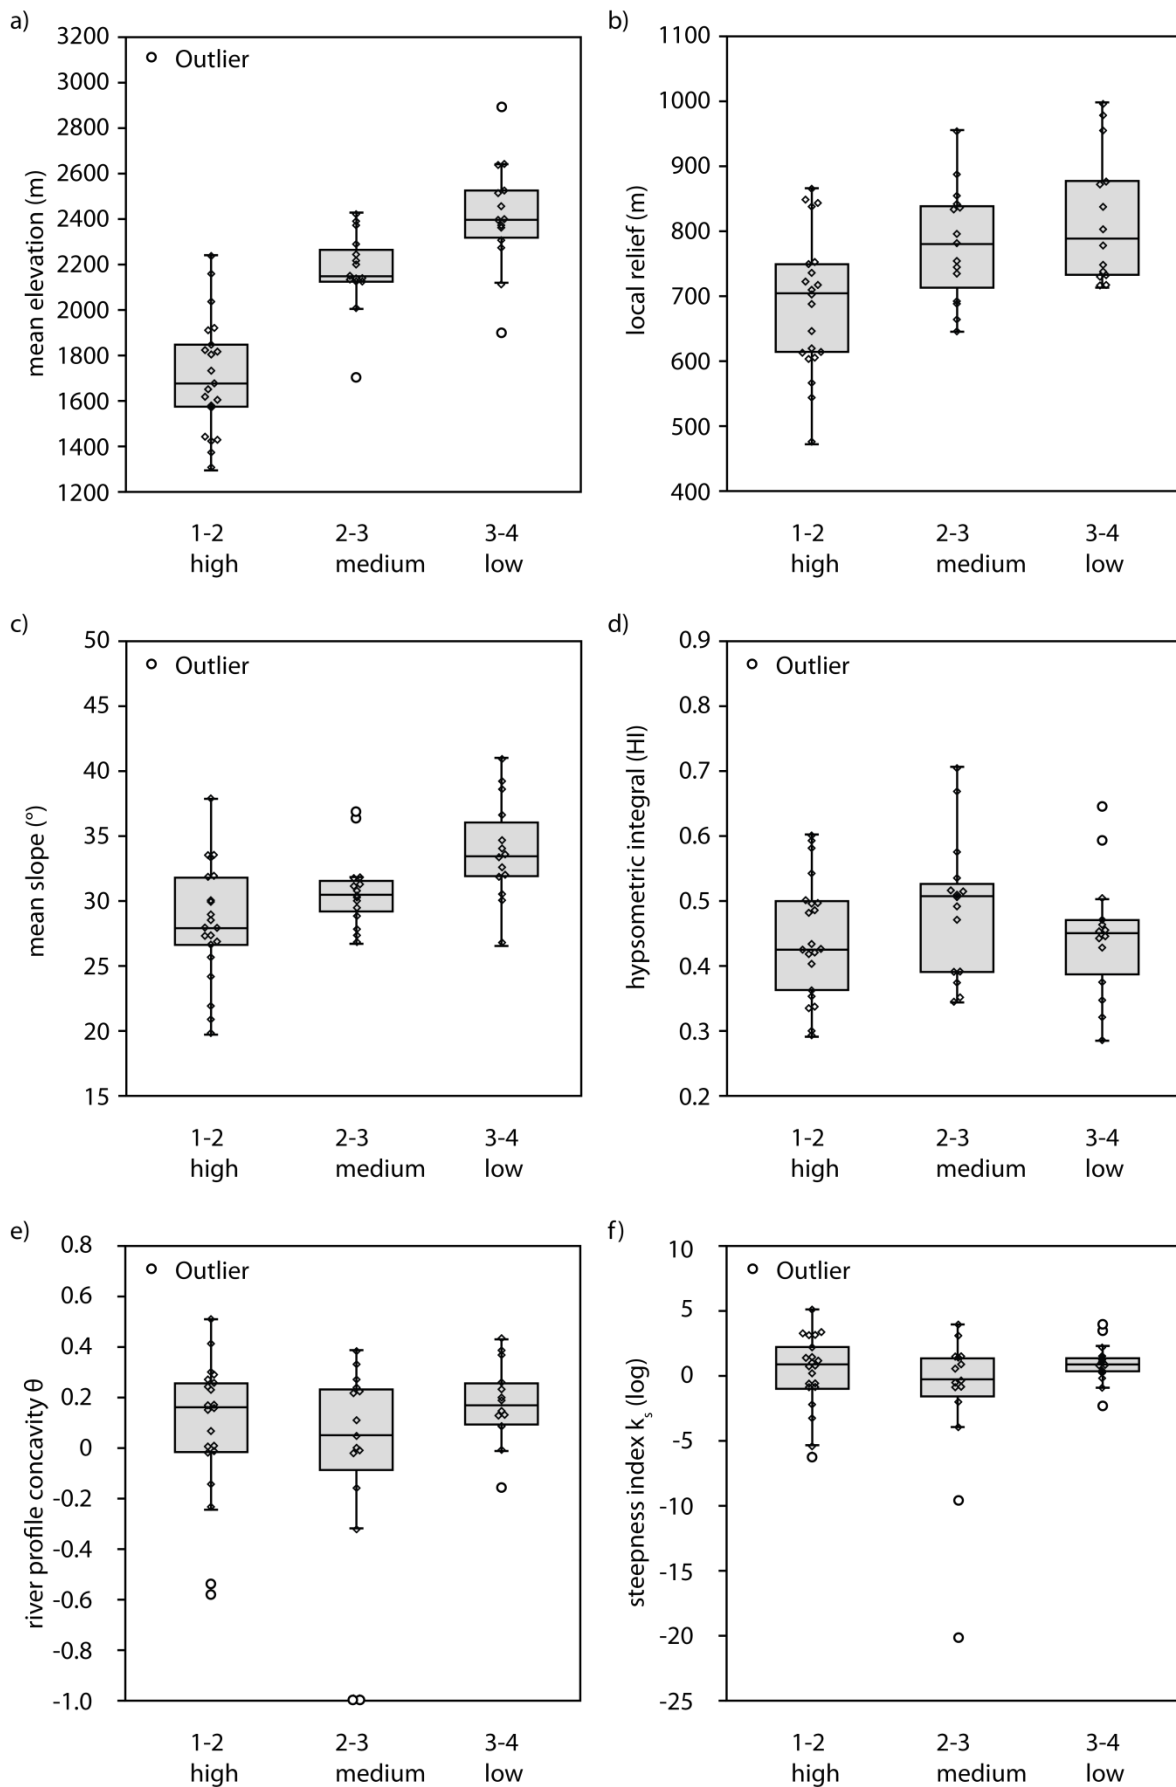 a)
3200
3000
2800
2600
2400
2200
2000
1800
1600
1400
1200
mean elevation (m)
Outlier
1-2 2-3 3-4
high medium low
b)
1100
1000
900
800
700
600
500
400
local relief (m)
1-2 2-3 3-4
high medium low
c)
50
45
40
35
30
25
20
15
mean slope (°)
Outlier
1-2 2-3 3-4
high medium low
d)
0.9
0.8
0.7
0.6
0.5
0.4
0.3
0.2
hypsometric integral (HI)
Outlier
1-2 2-3 3-4
high medium low
e)
0.8
0.6
0.4
0.2
0
-0.2
-0.4
-0.6
-0.8
-1.0
river profile concavity θ
Outlier
1-2 2-3 3-4
high medium low
f)
10
5
0
-5
-10
-15
-20
-25
steepness index kₛ (log)
Outlier
1-2 2-3 3-4
high medium low